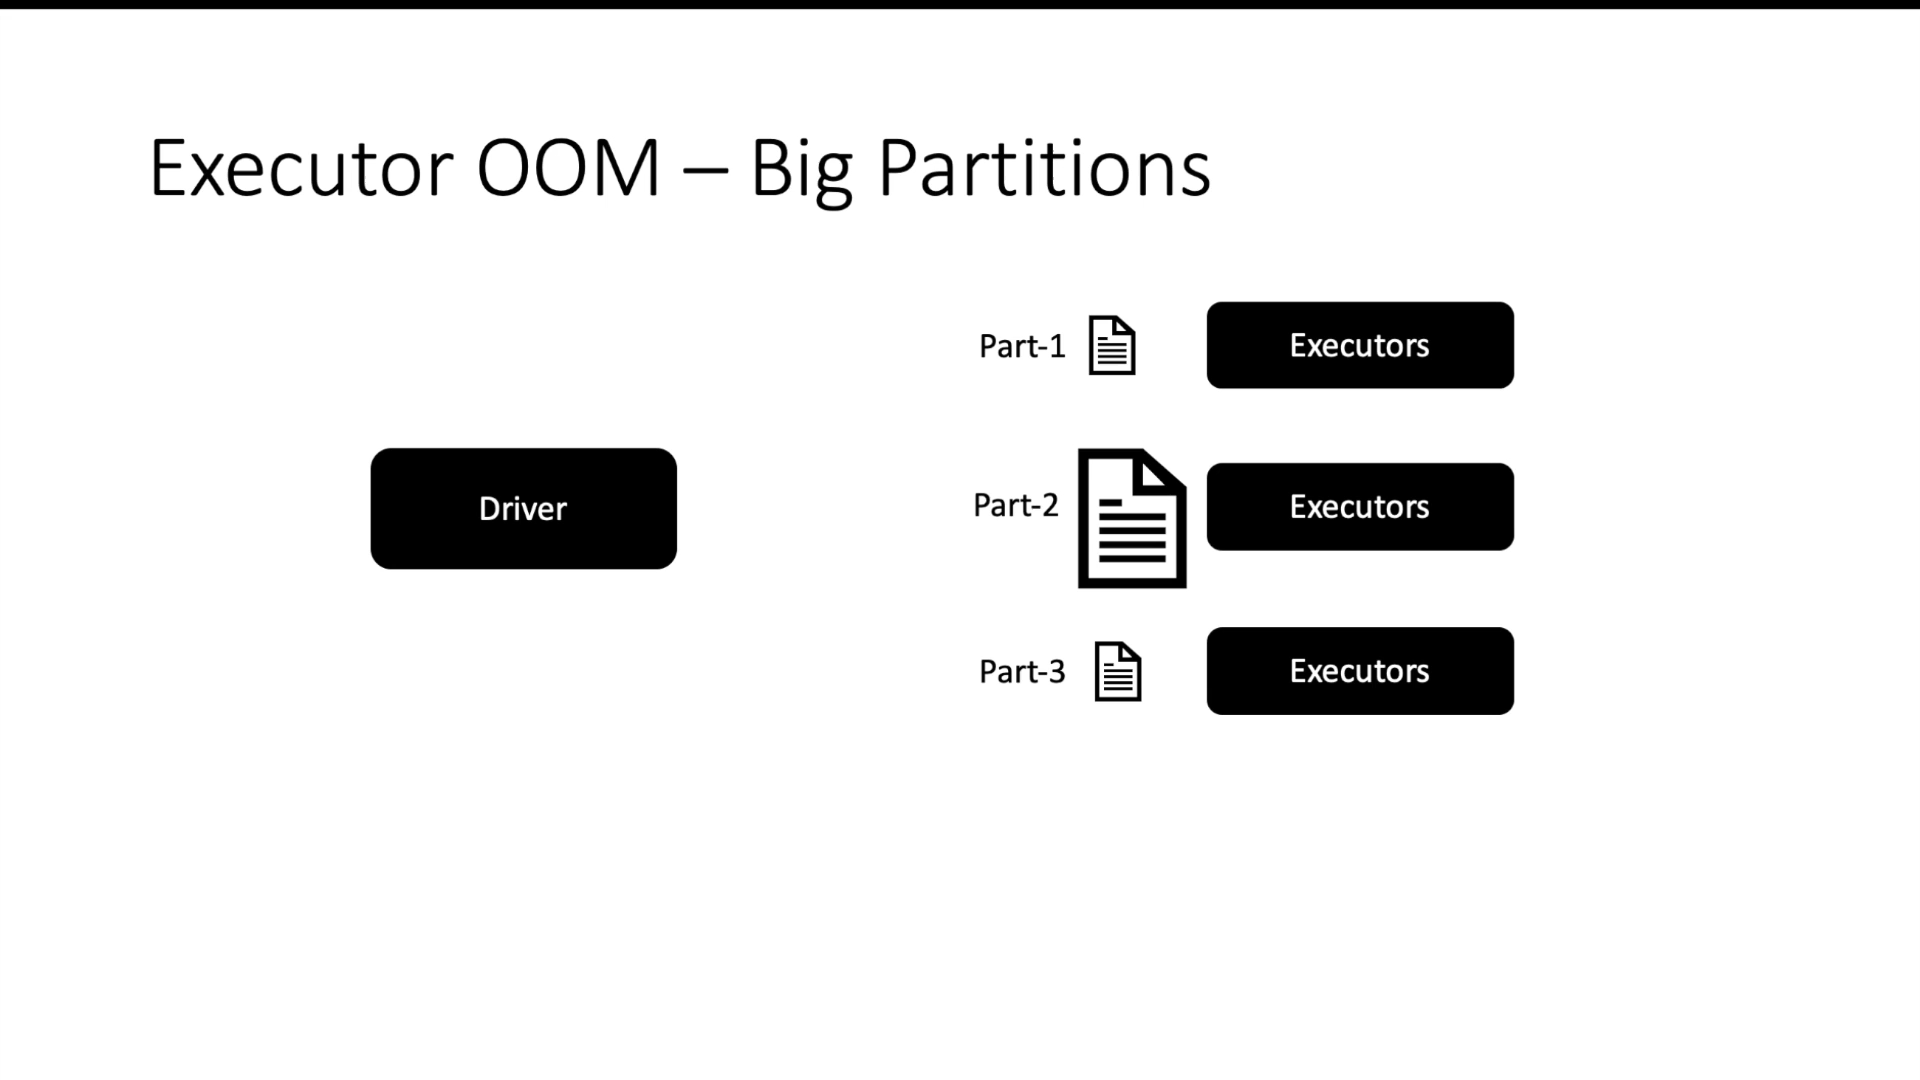 Executor OOM – Big Partitions
Part-1
Executors
Driver
Part-2
Executors
Part-3
Executors